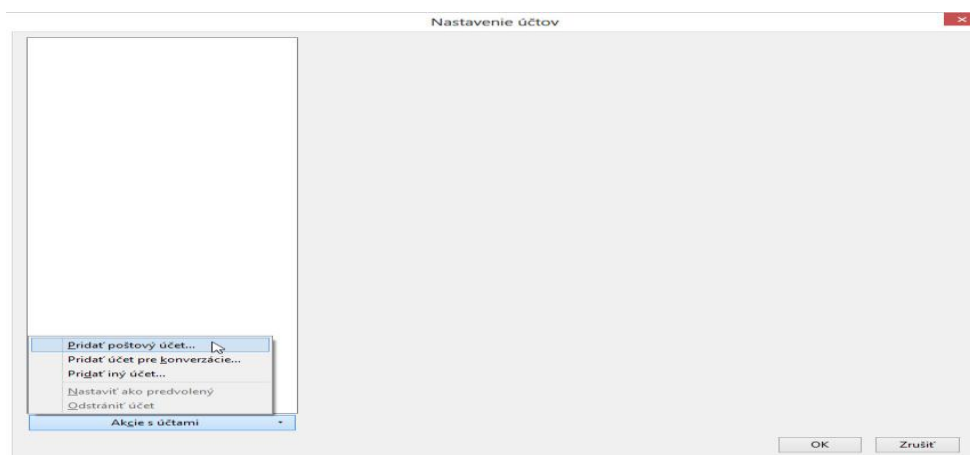 Nastavenie účtov
Pridať poštový účet...
Pridať účet pre konverzácie...
Pridať iný účet...
Nastaviť ako predvolený
Odstrániť účet
Akcie s účtami
OK Zrušiť